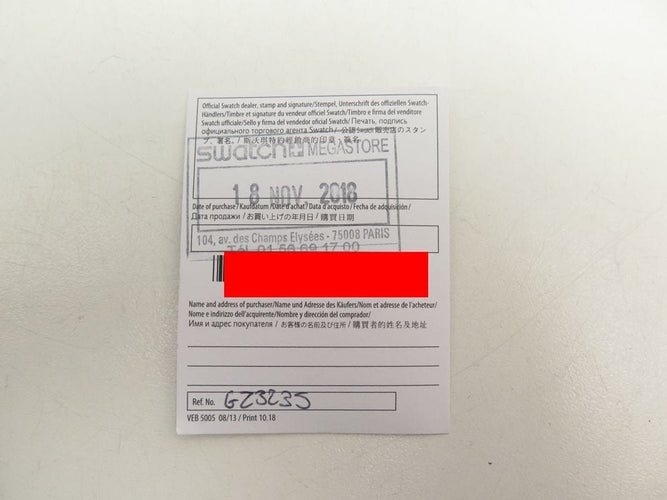 Official Swatch dealer, stamp and signature/Stempel, Unterschrift des offiziellen Swatch-
Händlers/Timbre et signature du vendeur officiel Swatch/Timbro e firma del venditore
Swatch ufficiale/Sello y firma del vendedor oficial Swatch/ Печать, подпись
официального торгового агента Swatch/ 公認Swatch販売店のスタン
プ、署名／斯沃琪特約經銷商的印章、簽名
swatch MEGASTORE
18 NOV. 2018
Date of purchase/Kaufdatum /Date d'achat/ Data d'acquisto/Fecha de adquisición/
Дата продажи / お買い上げの年月日 / 購買日期
104, av. des Champs Elysées - 75008 PARIS
Tél. 01 56 69 17 00
Name and address of purchaser/Name und Adresse des Käufers/Nom et adresse de l'acheteur/
Nome e indirizzo dell'acquirente/Nombre y dirección del comprador/
Имя и адрес покупателя / お客様の名前及び住所 / 購買者的姓名及地址
Ref. No. GZ323S
VEB 5005 08/13 / Print 10.18